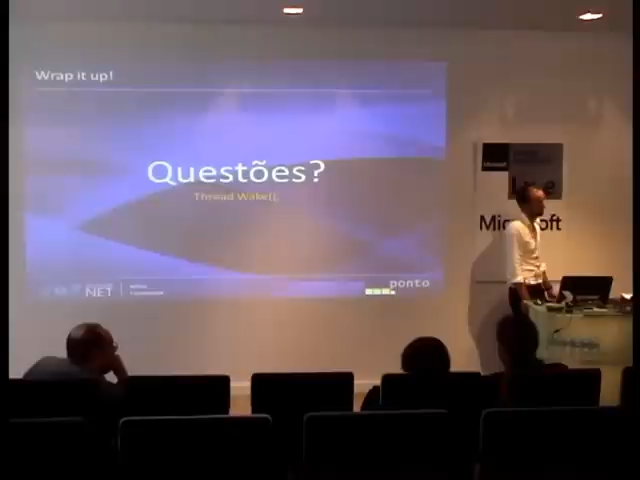 Wrap it up!
Questões?
Thread.Wake();
NET
ponto
Microsoft